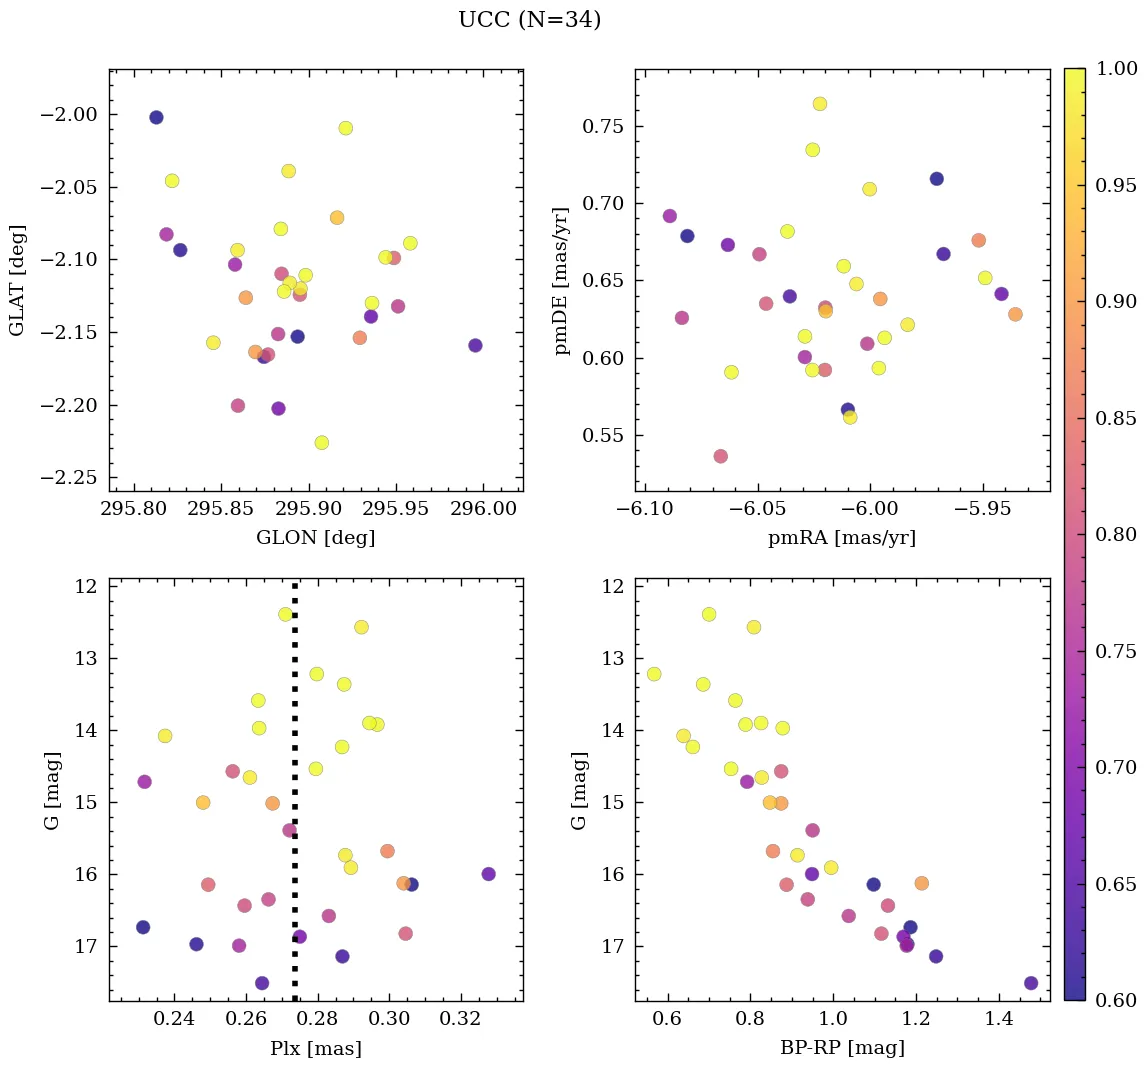 UCC (N=34)
−2.00
−2.05
−2.10
−2.15
−2.20
−2.25
GLAT [deg]
295.80 295.85 295.90 295.95 296.00
GLON [deg]
0.75
0.70
0.65
0.60
0.55
pmDE [mas/yr]
−6.10 −6.05 −6.00 −5.95
pmRA [mas/yr]
12
13
14
15
16
17
G [mag]
0.24 0.26 0.28 0.30 0.32
Plx [mas]
12
13
14
15
16
17
G [mag]
0.6 0.8 1.0 1.2 1.4
BP-RP [mag]
1.00
0.95
0.90
0.85
0.80
0.75
0.70
0.65
0.60